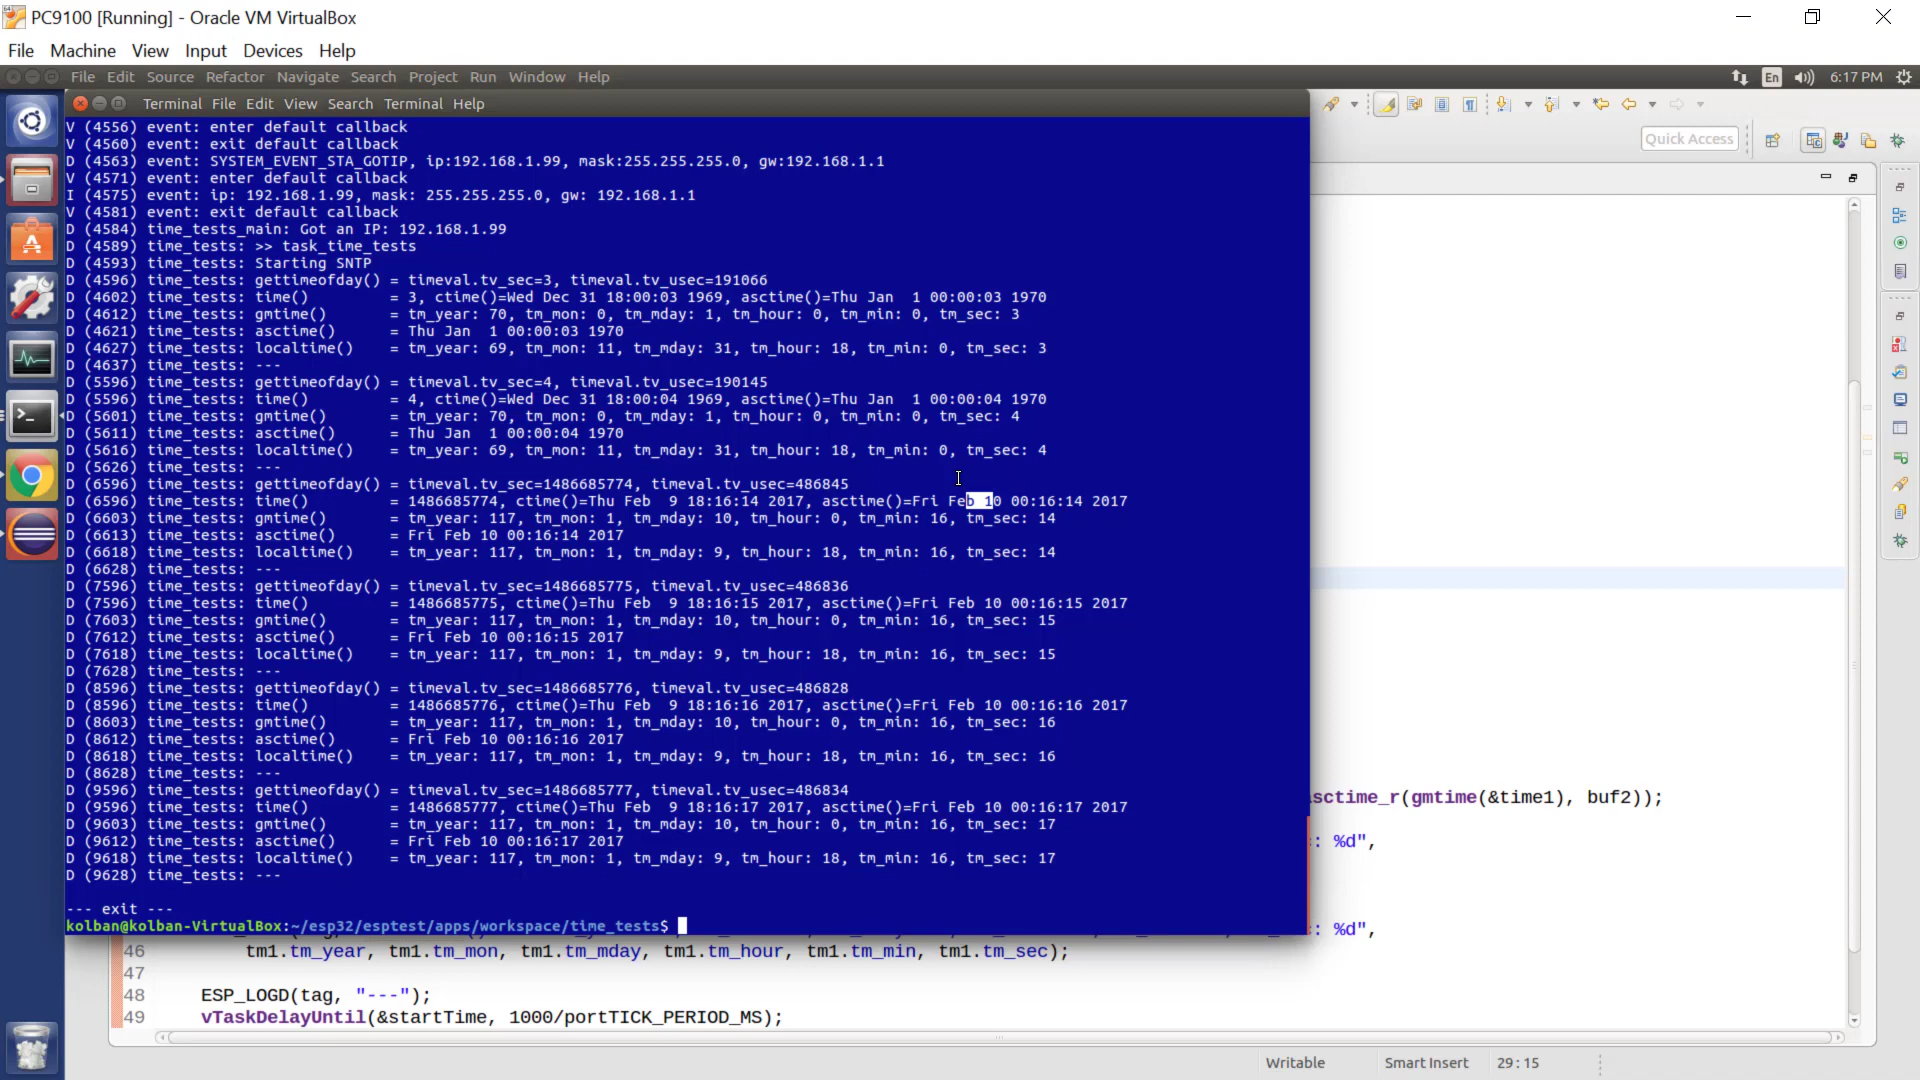 PC9100 [Running] - Oracle VM VirtualBox
File Machine View Input Devices Help
File Edit Source Refactor Navigate Search Project Run Window Help
En 6:17 PM
Terminal File Edit View Search Terminal Help
Quick Access
V (4556) event: enter default callback
V (4560) event: exit default callback
D (4563) event: SYSTEM_EVENT_STA_GOTIP, ip:192.168.1.99, mask:255.255.255.0, gw:192.168.1.1
V (4571) event: enter default callback
I (4575) event: ip: 192.168.1.99, mask: 255.255.255.0, gw: 192.168.1.1
V (4581) event: exit default callback
D (4584) time_tests_main: Got an IP: 192.168.1.99
D (4589) time_tests: >> task_time_tests
D (4593) time_tests: Starting SNTP
D (4596) time_tests: gettimeofday() = timeval.tv_sec=3, timeval.tv_usec=191066
D (4602) time_tests: time() = 3, ctime()=Wed Dec 31 18:00:03 1969, asctime()=Thu Jan 1 00:00:03 1970
D (4612) time_tests: gmtime() = tm_year: 70, tm_mon: 0, tm_mday: 1, tm_hour: 0, tm_min: 0, tm_sec: 3
D (4621) time_tests: asctime() = Thu Jan 1 00:00:03 1970
D (4627) time_tests: localtime() = tm_year: 69, tm_mon: 11, tm_mday: 31, tm_hour: 18, tm_min: 0, tm_sec: 3
D (4637) time_tests: ---
D (5596) time_tests: gettimeofday() = timeval.tv_sec=4, timeval.tv_usec=190145
D (5596) time_tests: time() = 4, ctime()=Wed Dec 31 18:00:04 1969, asctime()=Thu Jan 1 00:00:04 1970
D (5601) time_tests: gmtime() = tm_year: 70, tm_mon: 0, tm_mday: 1, tm_hour: 0, tm_min: 0, tm_sec: 4
D (5611) time_tests: asctime() = Thu Jan 1 00:00:04 1970
D (5616) time_tests: localtime() = tm_year: 69, tm_mon: 11, tm_mday: 31, tm_hour: 18, tm_min: 0, tm_sec: 4
D (5626) time_tests: ---
D (6596) time_tests: gettimeofday() = timeval.tv_sec=1486685774, timeval.tv_usec=486845
D (6596) time_tests: time() = 1486685774, ctime()=Thu Feb 9 18:16:14 2017, asctime()=Fri Feb 10 00:16:14 2017
D (6603) time_tests: gmtime() = tm_year: 117, tm_mon: 1, tm_mday: 10, tm_hour: 0, tm_min: 16, tm_sec: 14
D (6613) time_tests: asctime() = Fri Feb 10 00:16:14 2017
D (6618) time_tests: localtime() = tm_year: 117, tm_mon: 1, tm_mday: 9, tm_hour: 18, tm_min: 16, tm_sec: 14
D (6628) time_tests: ---
D (7596) time_tests: gettimeofday() = timeval.tv_sec=1486685775, timeval.tv_usec=486836
D (7596) time_tests: time() = 1486685775, ctime()=Thu Feb 9 18:16:15 2017, asctime()=Fri Feb 10 00:16:15 2017
D (7603) time_tests: gmtime() = tm_year: 117, tm_mon: 1, tm_mday: 10, tm_hour: 0, tm_min: 16, tm_sec: 15
D (7612) time_tests: asctime() = Fri Feb 10 00:16:15 2017
D (7618) time_tests: localtime() = tm_year: 117, tm_mon: 1, tm_mday: 9, tm_hour: 18, tm_min: 16, tm_sec: 15
D (7628) time_tests: ---
D (8596) time_tests: gettimeofday() = timeval.tv_sec=1486685776, timeval.tv_usec=486828
D (8596) time_tests: time() = 1486685776, ctime()=Thu Feb 9 18:16:16 2017, asctime()=Fri Feb 10 00:16:16 2017
D (8603) time_tests: gmtime() = tm_year: 117, tm_mon: 1, tm_mday: 10, tm_hour: 0, tm_min: 16, tm_sec: 16
D (8612) time_tests: asctime() = Fri Feb 10 00:16:16 2017
D (8618) time_tests: localtime() = tm_year: 117, tm_mon: 1, tm_mday: 9, tm_hour: 18, tm_min: 16, tm_sec: 16
D (8628) time_tests: ---
D (9596) time_tests: gettimeofday() = timeval.tv_sec=1486685777, timeval.tv_usec=486834
D (9596) time_tests: time() = 1486685777, ctime()=Thu Feb 9 18:16:17 2017, asctime()=Fri Feb 10 00:16:17 2017
D (9603) time_tests: gmtime() = tm_year: 117, tm_mon: 1, tm_mday: 10, tm_hour: 0, tm_min: 16, tm_sec: 17
D (9612) time_tests: asctime() = Fri Feb 10 00:16:17 2017
D (9618) time_tests: localtime() = tm_year: 117, tm_mon: 1, tm_mday: 9, tm_hour: 18, tm_min: 16, tm_sec: 17
D (9628) time_tests: ---
--- exit ---
kolban@kolban-VirtualBox:~/esp32/esptest/apps/workspace/time_tests$
sctime_r(gmtime(&time1), buf2));
: %d",
: %d",
46 tm1.tm_year, tm1.tm_mon, tm1.tm_mday, tm1.tm_hour, tm1.tm_min, tm1.tm_sec);
47
48 ESP_LOGD(tag, "---");
49 vTaskDelayUntil(&startTime, 1000/portTICK_PERIOD_MS);
Writable Smart Insert 29:15